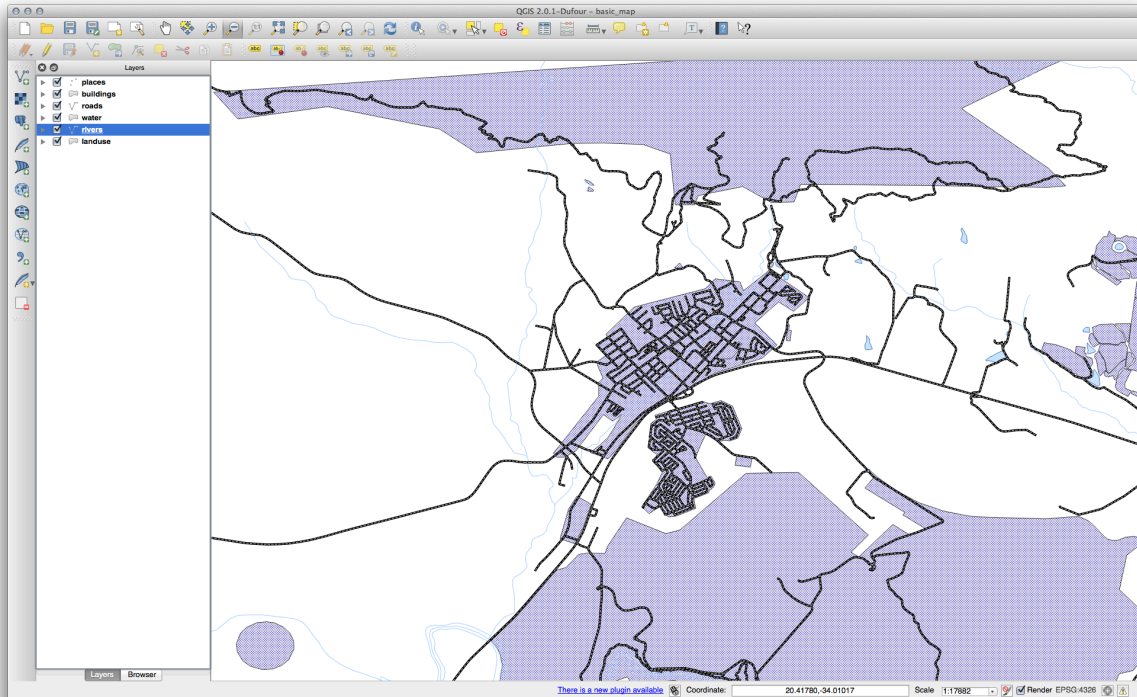 QGIS 2.0.1-Dufour - basic_map
Layers
places
buildings
roads
water
rivers
landuse
Layers Browser
There is a new plugin available Coordinate: 20.41780,-34.01017 Scale 1:17882 Render EPSG:4326